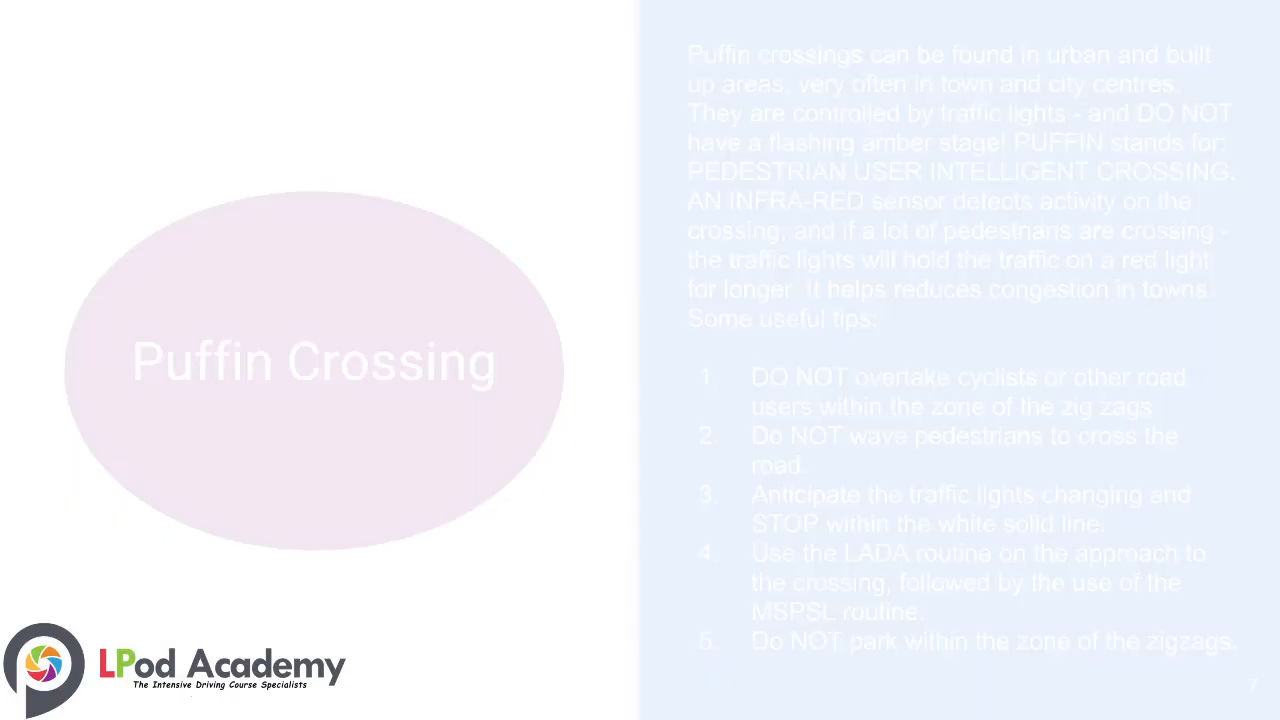 Puffin crossings can be found in urban and built
up areas, very often in town and city centres.
They are controlled by traffic lights - and DO NOT
have a flashing amber stage! PUFFIN stands for:
PEDESTRIAN USER INTELLIGENT CROSSING.
AN INFRA-RED sensor detects activity on the
crossing, and if a lot of pedestrians are crossing -
the traffic lights will hold the traffic on a red light
for longer. It helps reduces congestion in towns.
Some useful tips:
1. DO NOT overtake cyclists or other road
users within the zone of the zig zags
2. Do NOT wave pedestrians to cross the
road.
3. Anticipate the traffic lights changing and
STOP within the white solid line.
4. Use the LADA routine on the approach to
the crossing, followed by the use of the
MSPSL routine.
5. Do NOT park within the zone of the zigzags.
Puffin Crossing
LPod Academy
The Intensive Driving Course Specialists
7